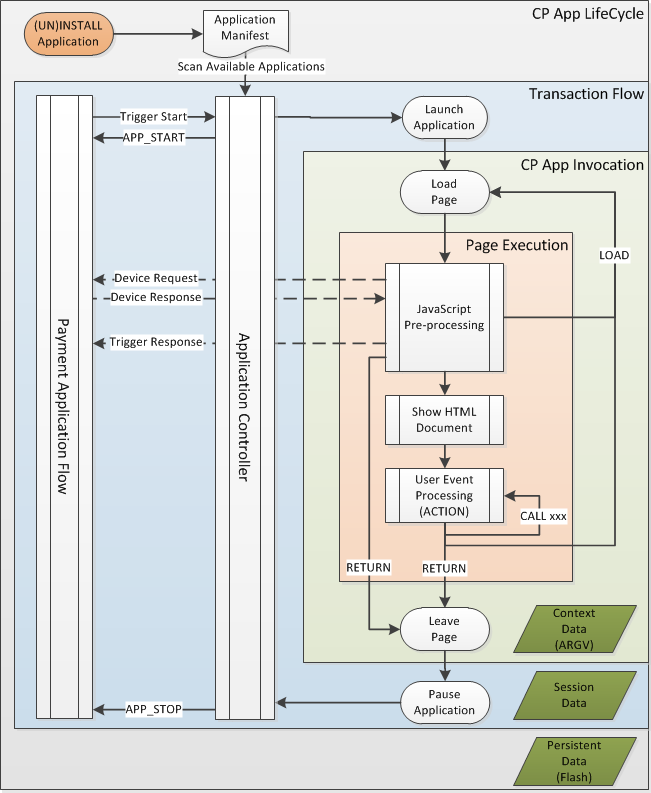 CP App LifeCycle
(UN)INSTALL
Application
Application
Manifest
Scan Available Applications
Transaction Flow
Trigger Start
APP_START
Launch
Application
CP App Invocation
Load
Page
LOAD
Page Execution
Device Request
Device Response
Trigger Response
JavaScript
Pre-processing
Payment Application Flow
Application Controller
Show HTML
Document
User Event
Processing
(ACTION)
CALL xxx
RETURN
RETURN
Leave
Page
Context
Data
(ARGV)
Session
Data
Pause
Application
APP_STOP
Persistent
Data
(Flash)